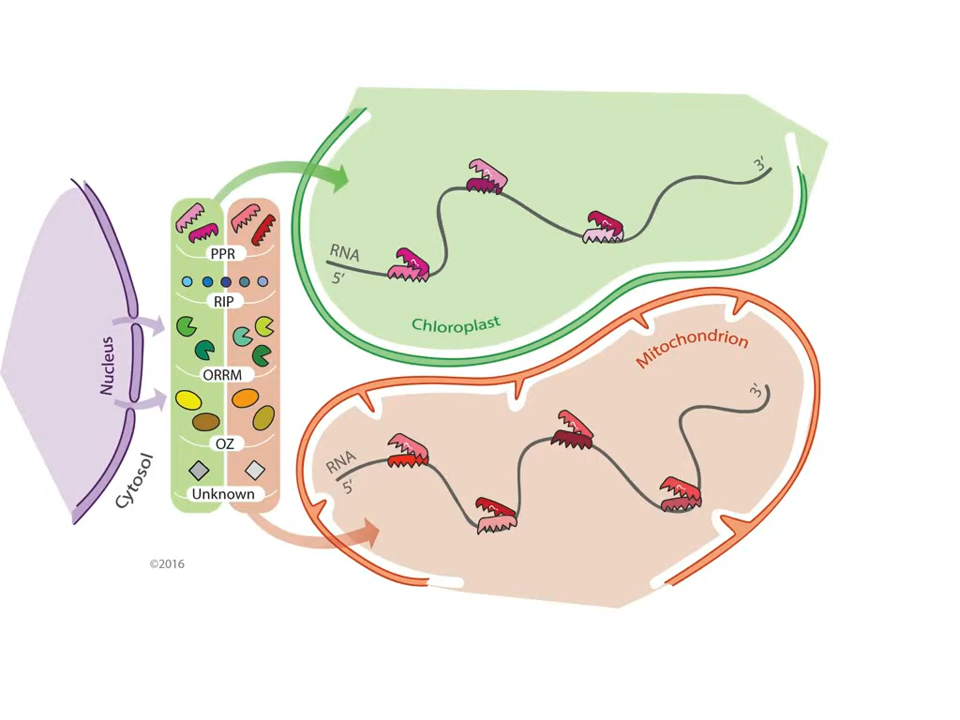 Nucleus
Cytosol
PPR
RIP
ORRM
OZ
Unknown
RNA
5'
3'
Chloroplast
Mitochondrion
RNA
5'
3'
©2016